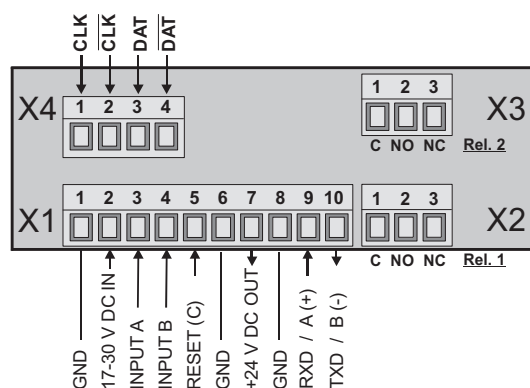 CLK C̅L̅K̅ DAT D̅A̅T̅
X4 1 2 3 4
1 2 3 X3
C NO NC Rel. 2
X1 1 2 3 4 5 6 7 8 9 10
1 2 3 X2
C NO NC Rel. 1
GND
17-30 V DC IN
INPUT A
INPUT B
RESET (C)
GND
+24 V DC OUT
GND
RXD / A (+)
TXD / B (-)